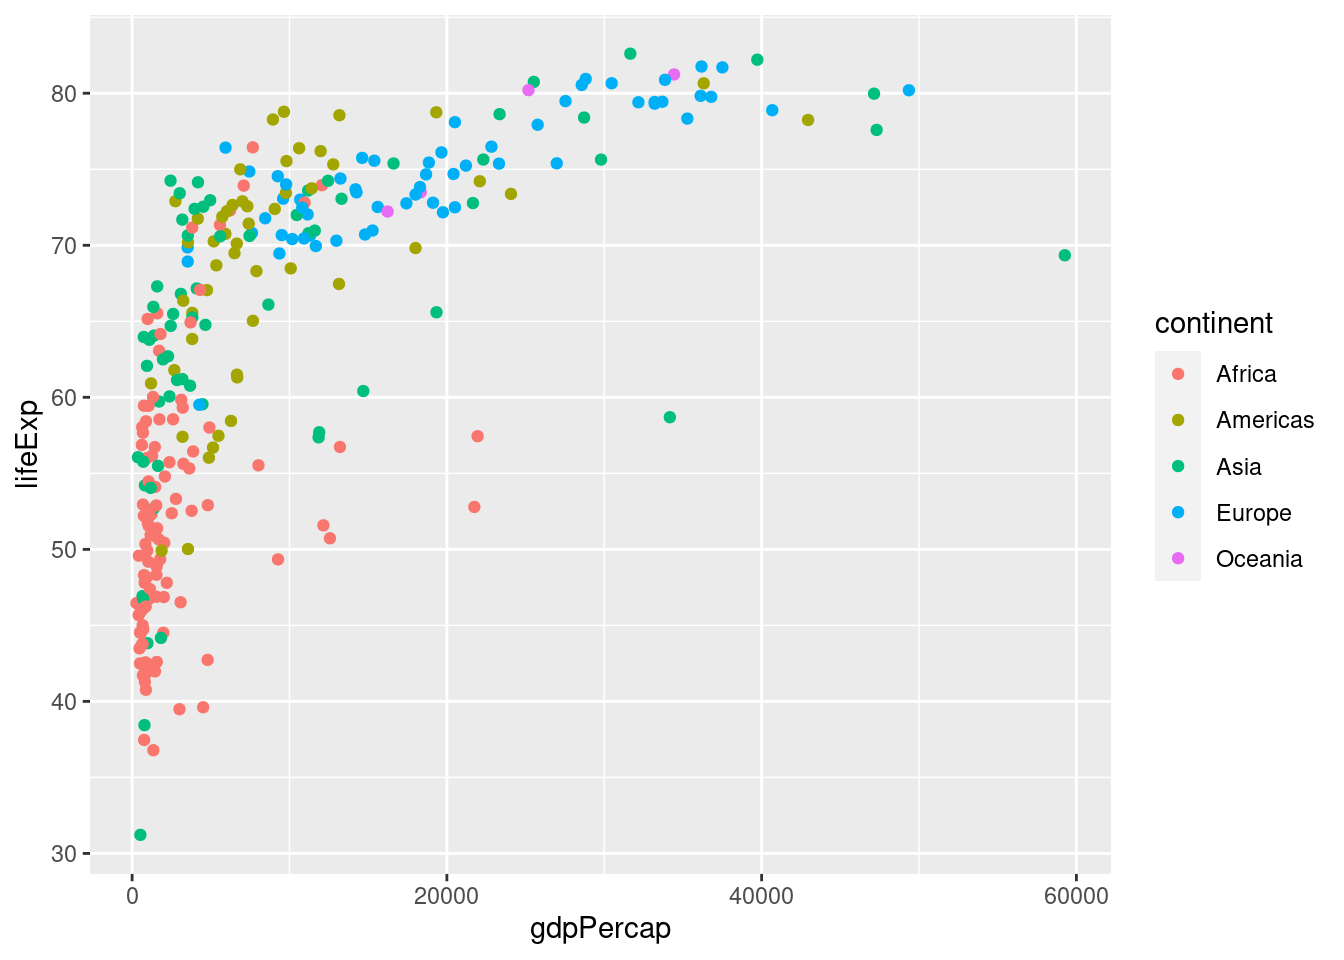 80
70
60
50
40
30
lifeExp
0
20000
40000
60000
gdpPercap
continent
Africa
Americas
Asia
Europe
Oceania